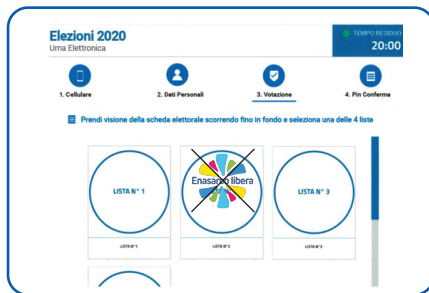 Elezioni 2020
Urna Elettronica
TEMPO RESIDUO
20:00
1. Cellulare
2. Dati Personali
3. Votazione
4. Pin Conferma
Prendi visione della scheda elettorale scorrendo fino in fondo e seleziona una delle 4 liste
LISTA N° 1
Enasarco libera
LISTA N° 3
LISTA N°1
LISTA N°2
LISTA N°3